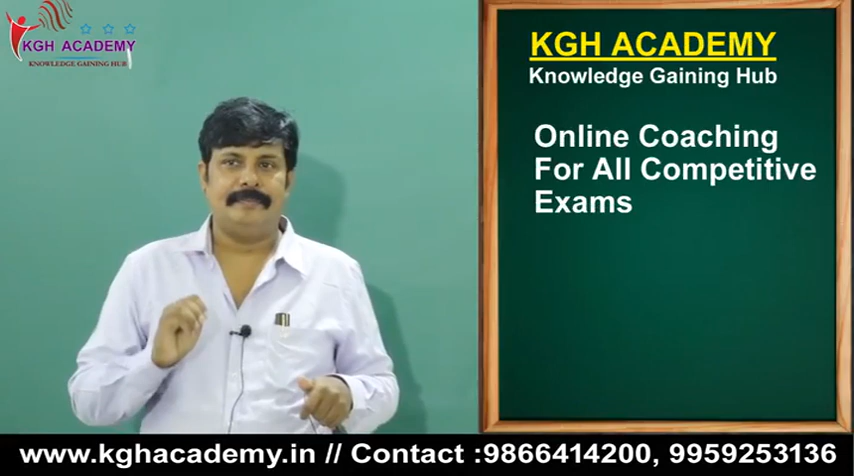 KGH ACADEMY
KNOWLEDGE GAINING HUB
KGH ACADEMY
Knowledge Gaining Hub
Online Coaching
For All Competitive
Exams
www.kghacademy.in // Contact :9866414200, 9959253136